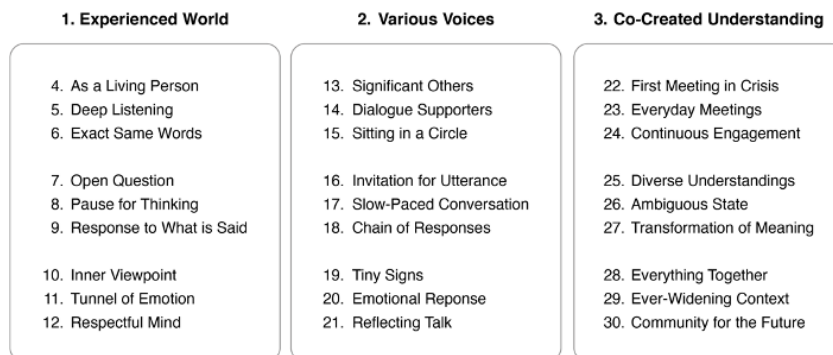 1. Experienced World
4. As a Living Person
5. Deep Listening
6. Exact Same Words
7. Open Question
8. Pause for Thinking
9. Response to What is Said
10. Inner Viewpoint
11. Tunnel of Emotion
12. Respectful Mind
2. Various Voices
13. Significant Others
14. Dialogue Supporters
15. Sitting in a Circle
16. Invitation for Utterance
17. Slow-Paced Conversation
18. Chain of Responses
19. Tiny Signs
20. Emotional Reponse
21. Reflecting Talk
3. Co-Created Understanding
22. First Meeting in Crisis
23. Everyday Meetings
24. Continuous Engagement
25. Diverse Understandings
26. Ambiguous State
27. Transformation of Meaning
28. Everything Together
29. Ever-Widening Context
30. Community for the Future